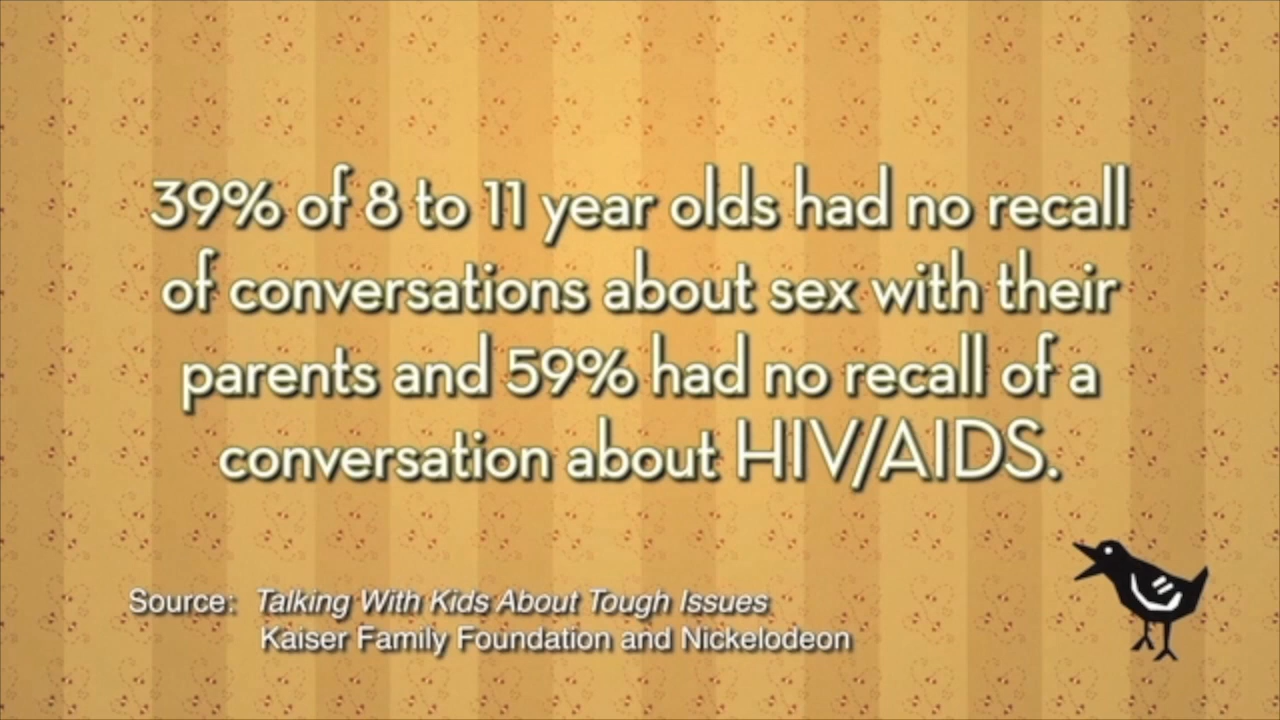 39% of 8 to 11 year olds had no recall
of conversations about sex with their
parents and 59% had no recall of a
conversation about HIV/AIDS.
Source: Talking With Kids About Tough Issues
Kaiser Family Foundation and Nickelodeon